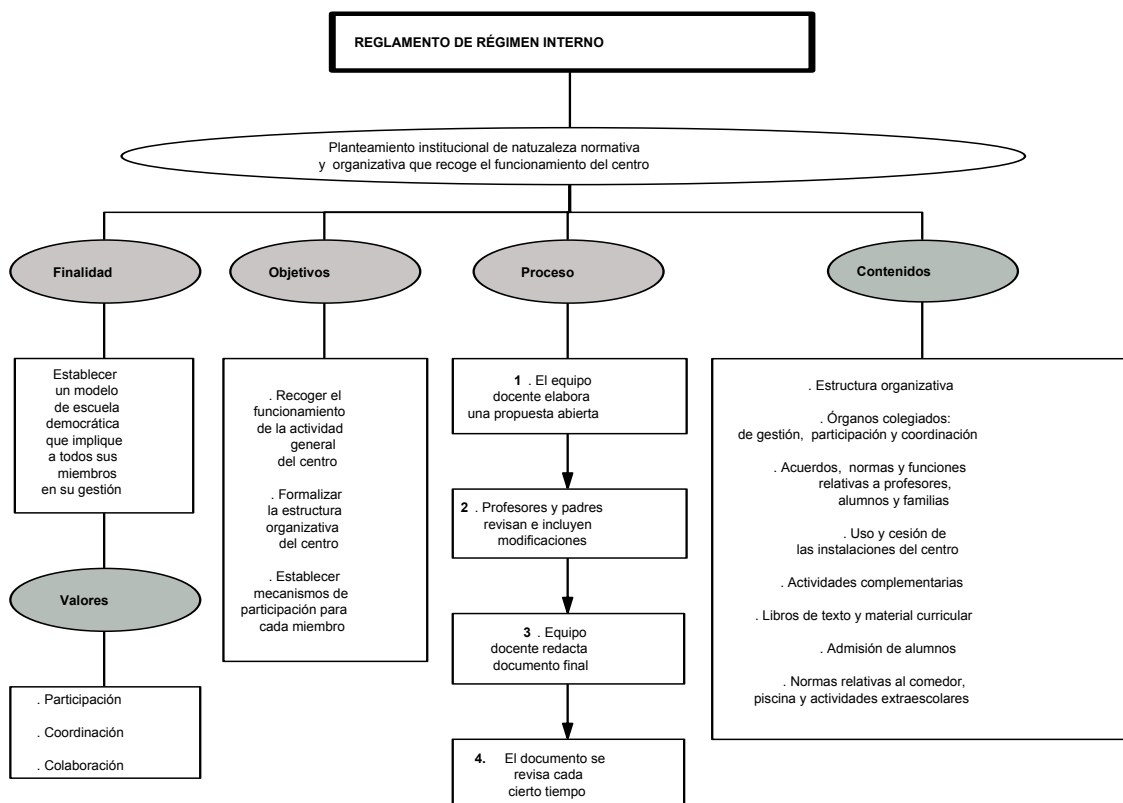 REGLAMENTO DE RÉGIMEN INTERNO
Planteamiento institucional de natuzaleza normativa
y organizativa que recoge el funcionamiento del centro
Finalidad
Establecer
un modelo
de escuela
democrática
que implique
a todos sus
miembros
en su gestión
Valores
. Participación
. Coordinación
. Colaboración
Objetivos
. Recoger el
funcionamiento
de la actividad
general
del centro
. Formalizar
la estructura
organizativa
del centro
. Establecer
mecanismos de
participación para
cada miembro
Proceso
1 . El equipo
docente elabora
una propuesta abierta
2 . Profesores y padres
revisan e incluyen
modificaciones
3 . Equipo
docente redacta
documento final
4. El documento se
revisa cada
cierto tiempo
Contenidos
. Estructura organizativa
. Órganos colegiados:
de gestión, participación y coordinación
. Acuerdos, normas y funciones
relativas a profesores,
alumnos y familias
. Uso y cesión de
las instalaciones del centro
. Actividades complementarias
. Libros de texto y material curricular
. Admisión de alumnos
. Normas relativas al comedor,
piscina y actividades extraescolares